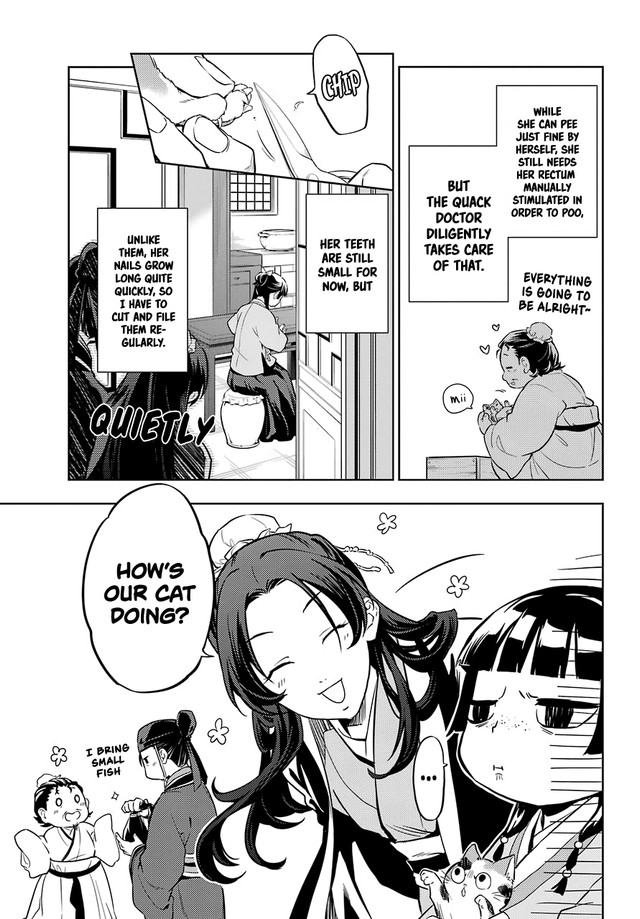 WHILE
SHE CAN PEE
JUST FINE BY
HERSELF, SHE
STILL NEEDS
HER RECTUM
MANUALLY
STIMULATED IN
ORDER TO POO,
BUT
THE QUACK
DOCTOR
DILIGENTLY
TAKES CARE
OF THAT.
EVERYTHING
IS GOING TO
BE ALRIGHT~
Mii
CHIP
HER TEETH
ARE STILL
SMALL FOR
NOW, BUT
UNLIKE
THEM, HER
NAILS GROW
LONG QUITE
QUICKLY, SO
I HAVE TO
CUT AND FILE
THEM RE-
GULARLY.
QUIETLY
HOW'S
OUR CAT
DOING?
...
I BRING
SMALL
FISH